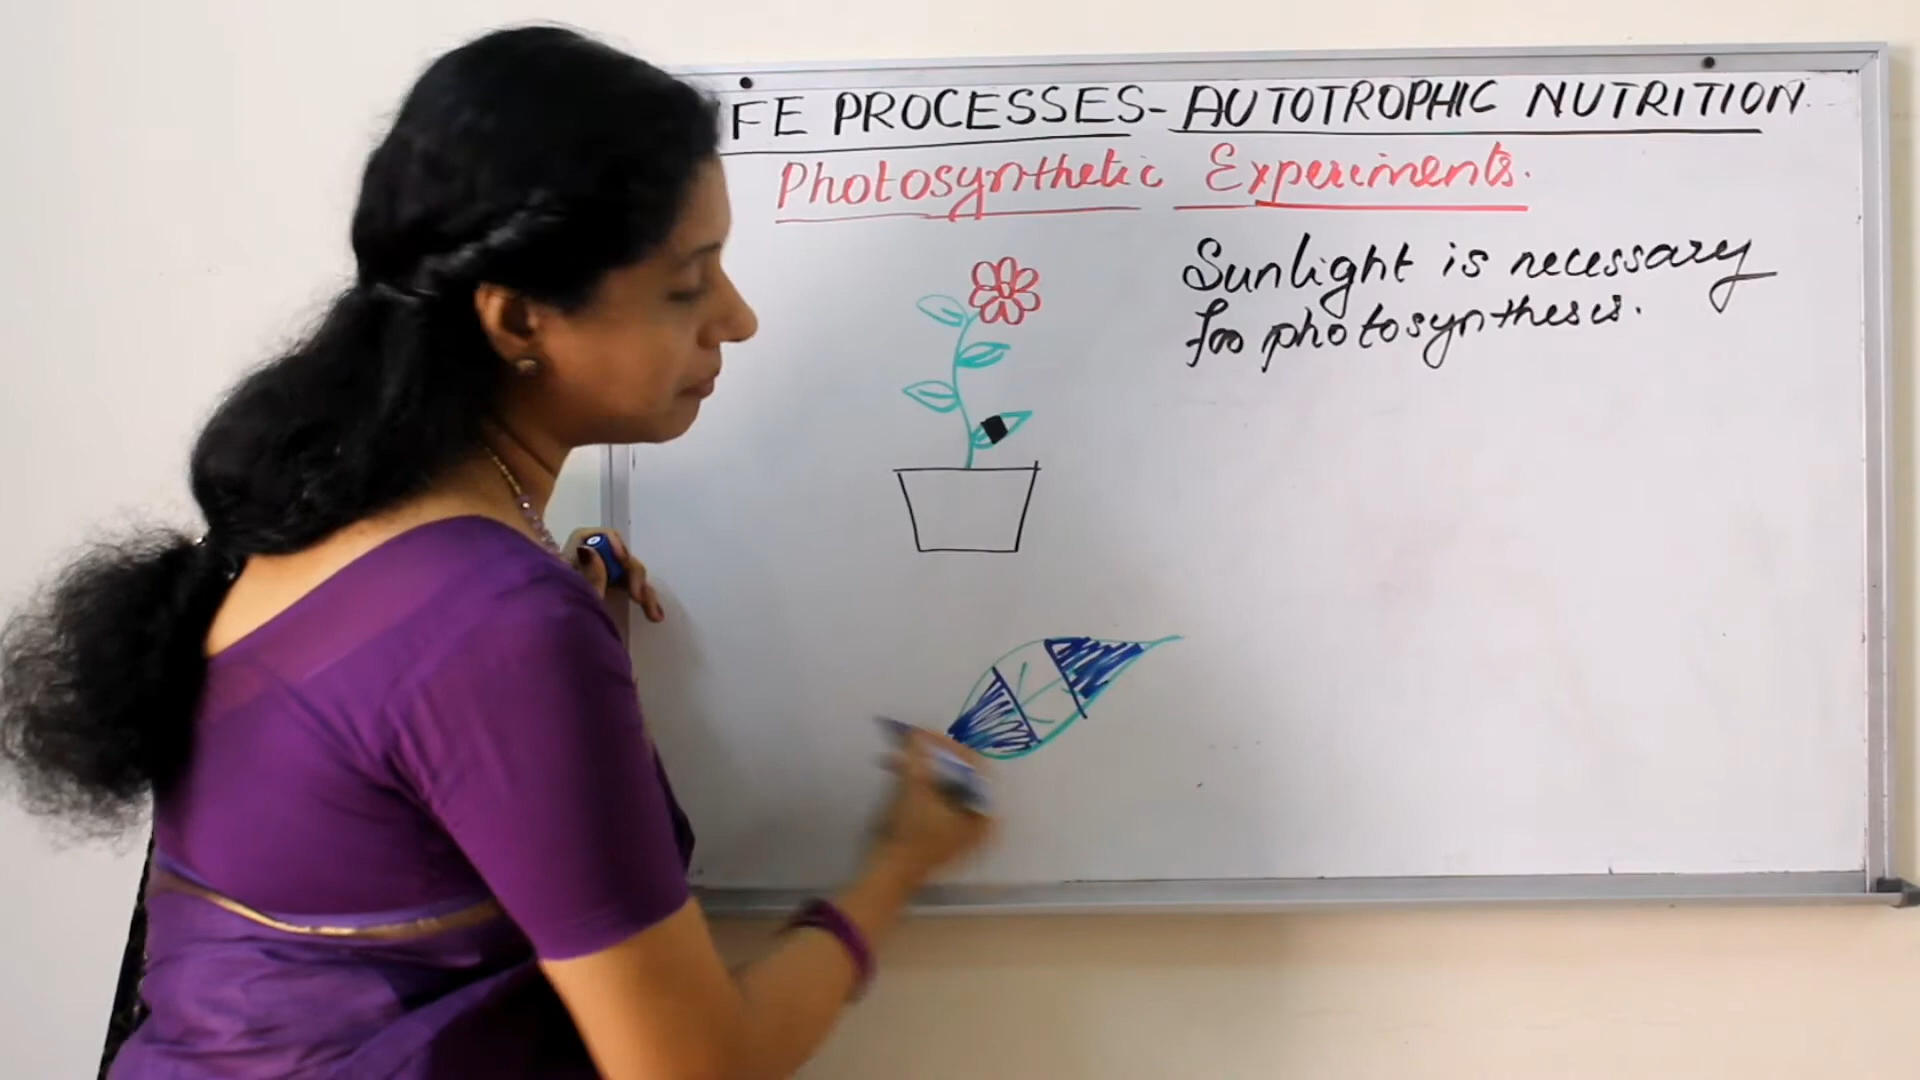 FE PROCESSES- AUTOTROPHIC NUTRITION.
Photosynthetic Experiments.
Sunlight is necessary
for photosynthesis.